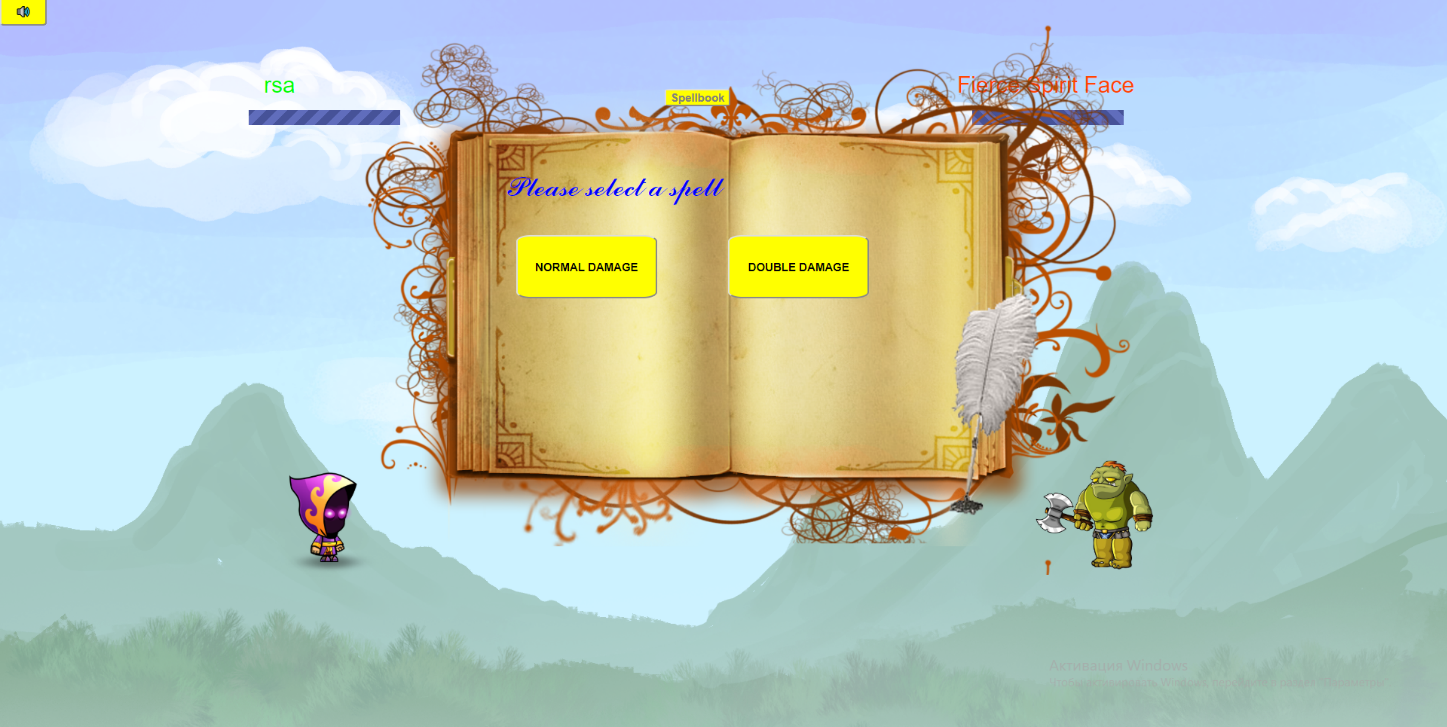 rsa
Fierce Spirit Face
Spellbook
Please select a spell
NORMAL DAMAGE
DOUBLE DAMAGE
Активация Windows